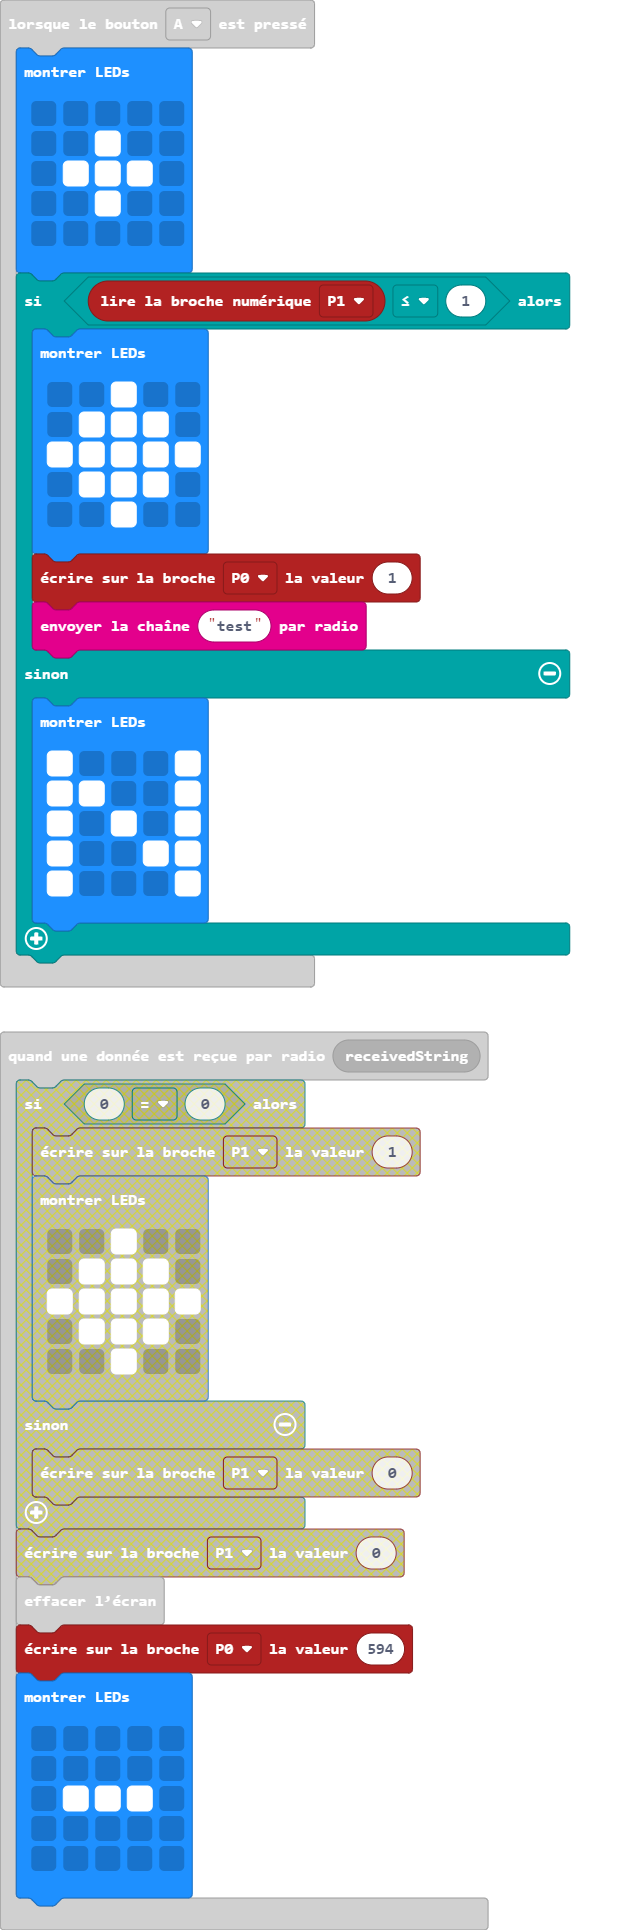 lorsque le bouton A est pressé
montrer LEDs
si lire la broche numérique P1 ≤ 1 alors
montrer LEDs
écrire sur la broche P0 la valeur 1
envoyer la chaîne "test" par radio
sinon
montrer LEDs
quand une donnée est reçue par radio receivedString
si 0 = 0 alors
écrire sur la broche P1 la valeur 1
montrer LEDs
sinon
écrire sur la broche P1 la valeur 0
écrire sur la broche P1 la valeur 0
effacer l’écran
écrire sur la broche P0 la valeur 594
montrer LEDs